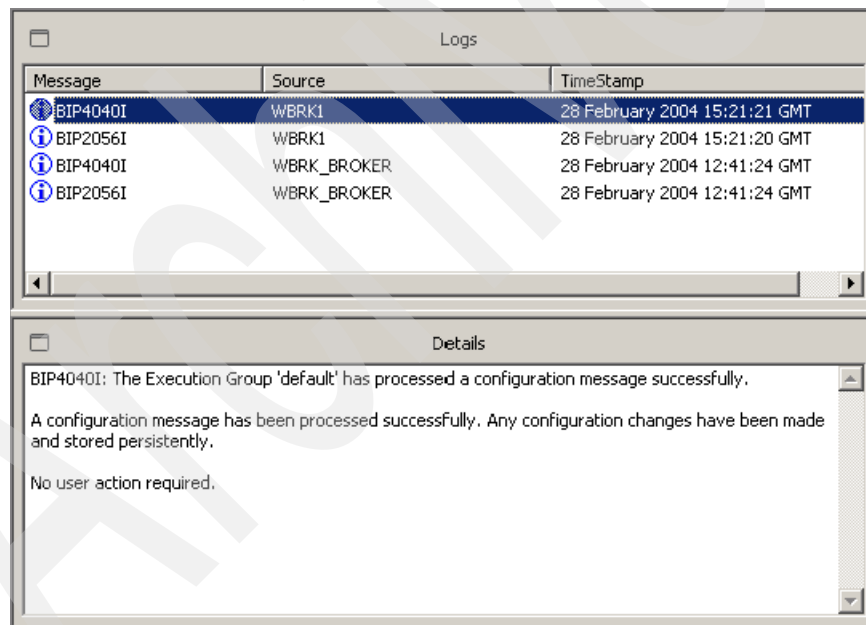 Logs
Message Source TimeStamp
BIP4040I WBRK1 28 February 2004 15:21:21 GMT
BIP2056I WBRK1 28 February 2004 15:21:20 GMT
BIP4040I WBRK_BROKER 28 February 2004 12:41:24 GMT
BIP2056I WBRK_BROKER 28 February 2004 12:41:24 GMT
Details
BIP4040I: The Execution Group 'default' has processed a configuration message successfully.
A configuration message has been processed successfully. Any configuration changes have been made
and stored persistently.
No user action required.